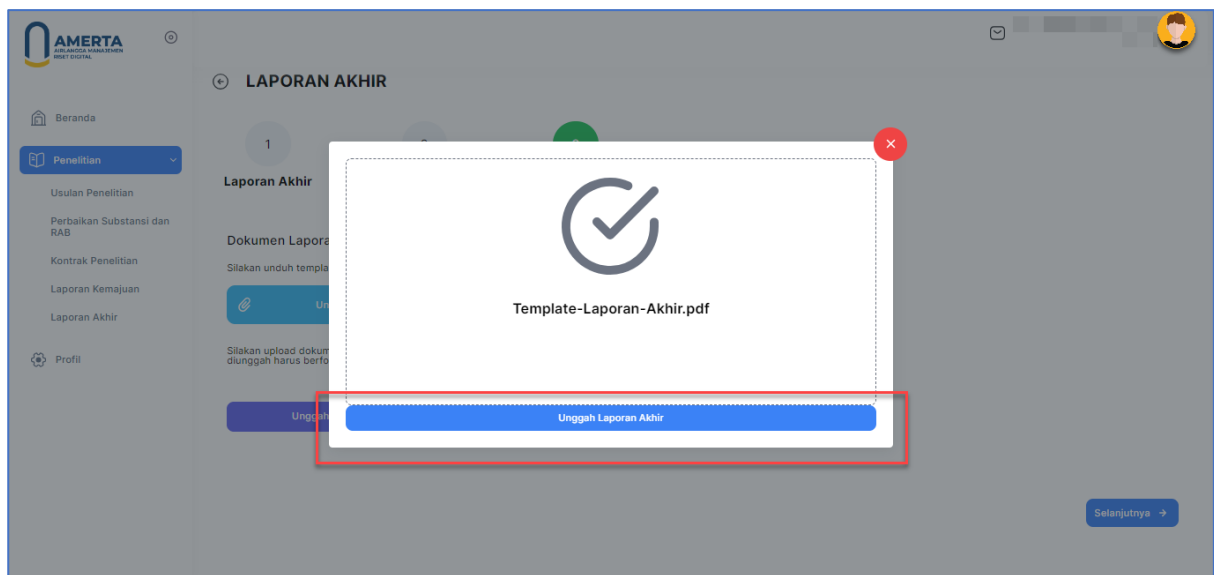 AMERTA
AIRLANGGA MANAJEMEN
RISET DIGITAL
LAPORAN AKHIR
Beranda
Penelitian
Usulan Penelitian
Perbaikan Substansi dan
RAB
Kontrak Penelitian
Laporan Kemajuan
Laporan Akhir
Profil
1
Laporan Akhir
Dokumen Lapora
Silakan unduh templa
Un
Silakan upload dokum
diunggah harus berfo
Unggah
Template-Laporan-Akhir.pdf
Unggah Laporan Akhir
Selanjutnya